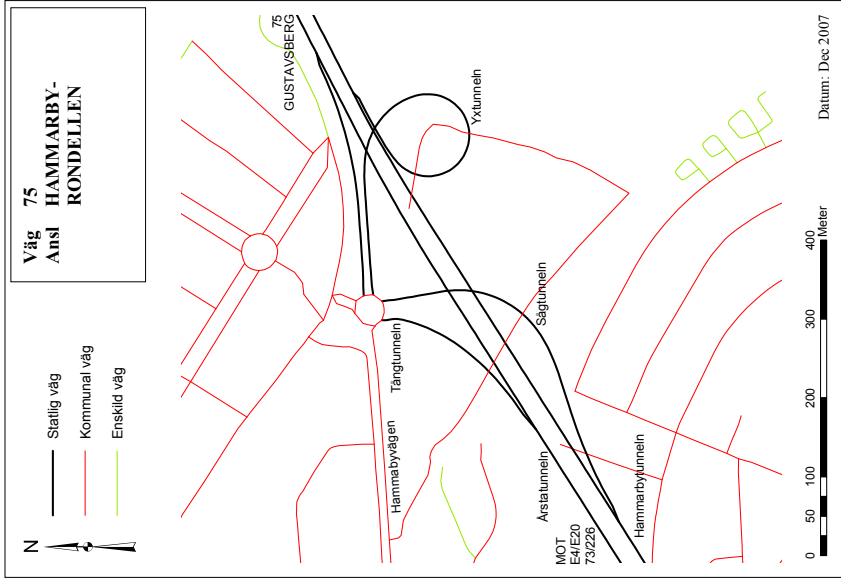 Väg 75
Ansl HAMMARBY-
RONDELLEN
N
Statlig väg
Kommunal väg
Enskild väg
75
GUSTAVSBERG
Yxtunneln
Tångtunneln
Sågtunneln
Hammabyvägen
Årstatunneln
Hammarbytunneln
MOT
E4/E20
73/226
0 50 100 200 300 400
Meter
Datum: Dec 2007